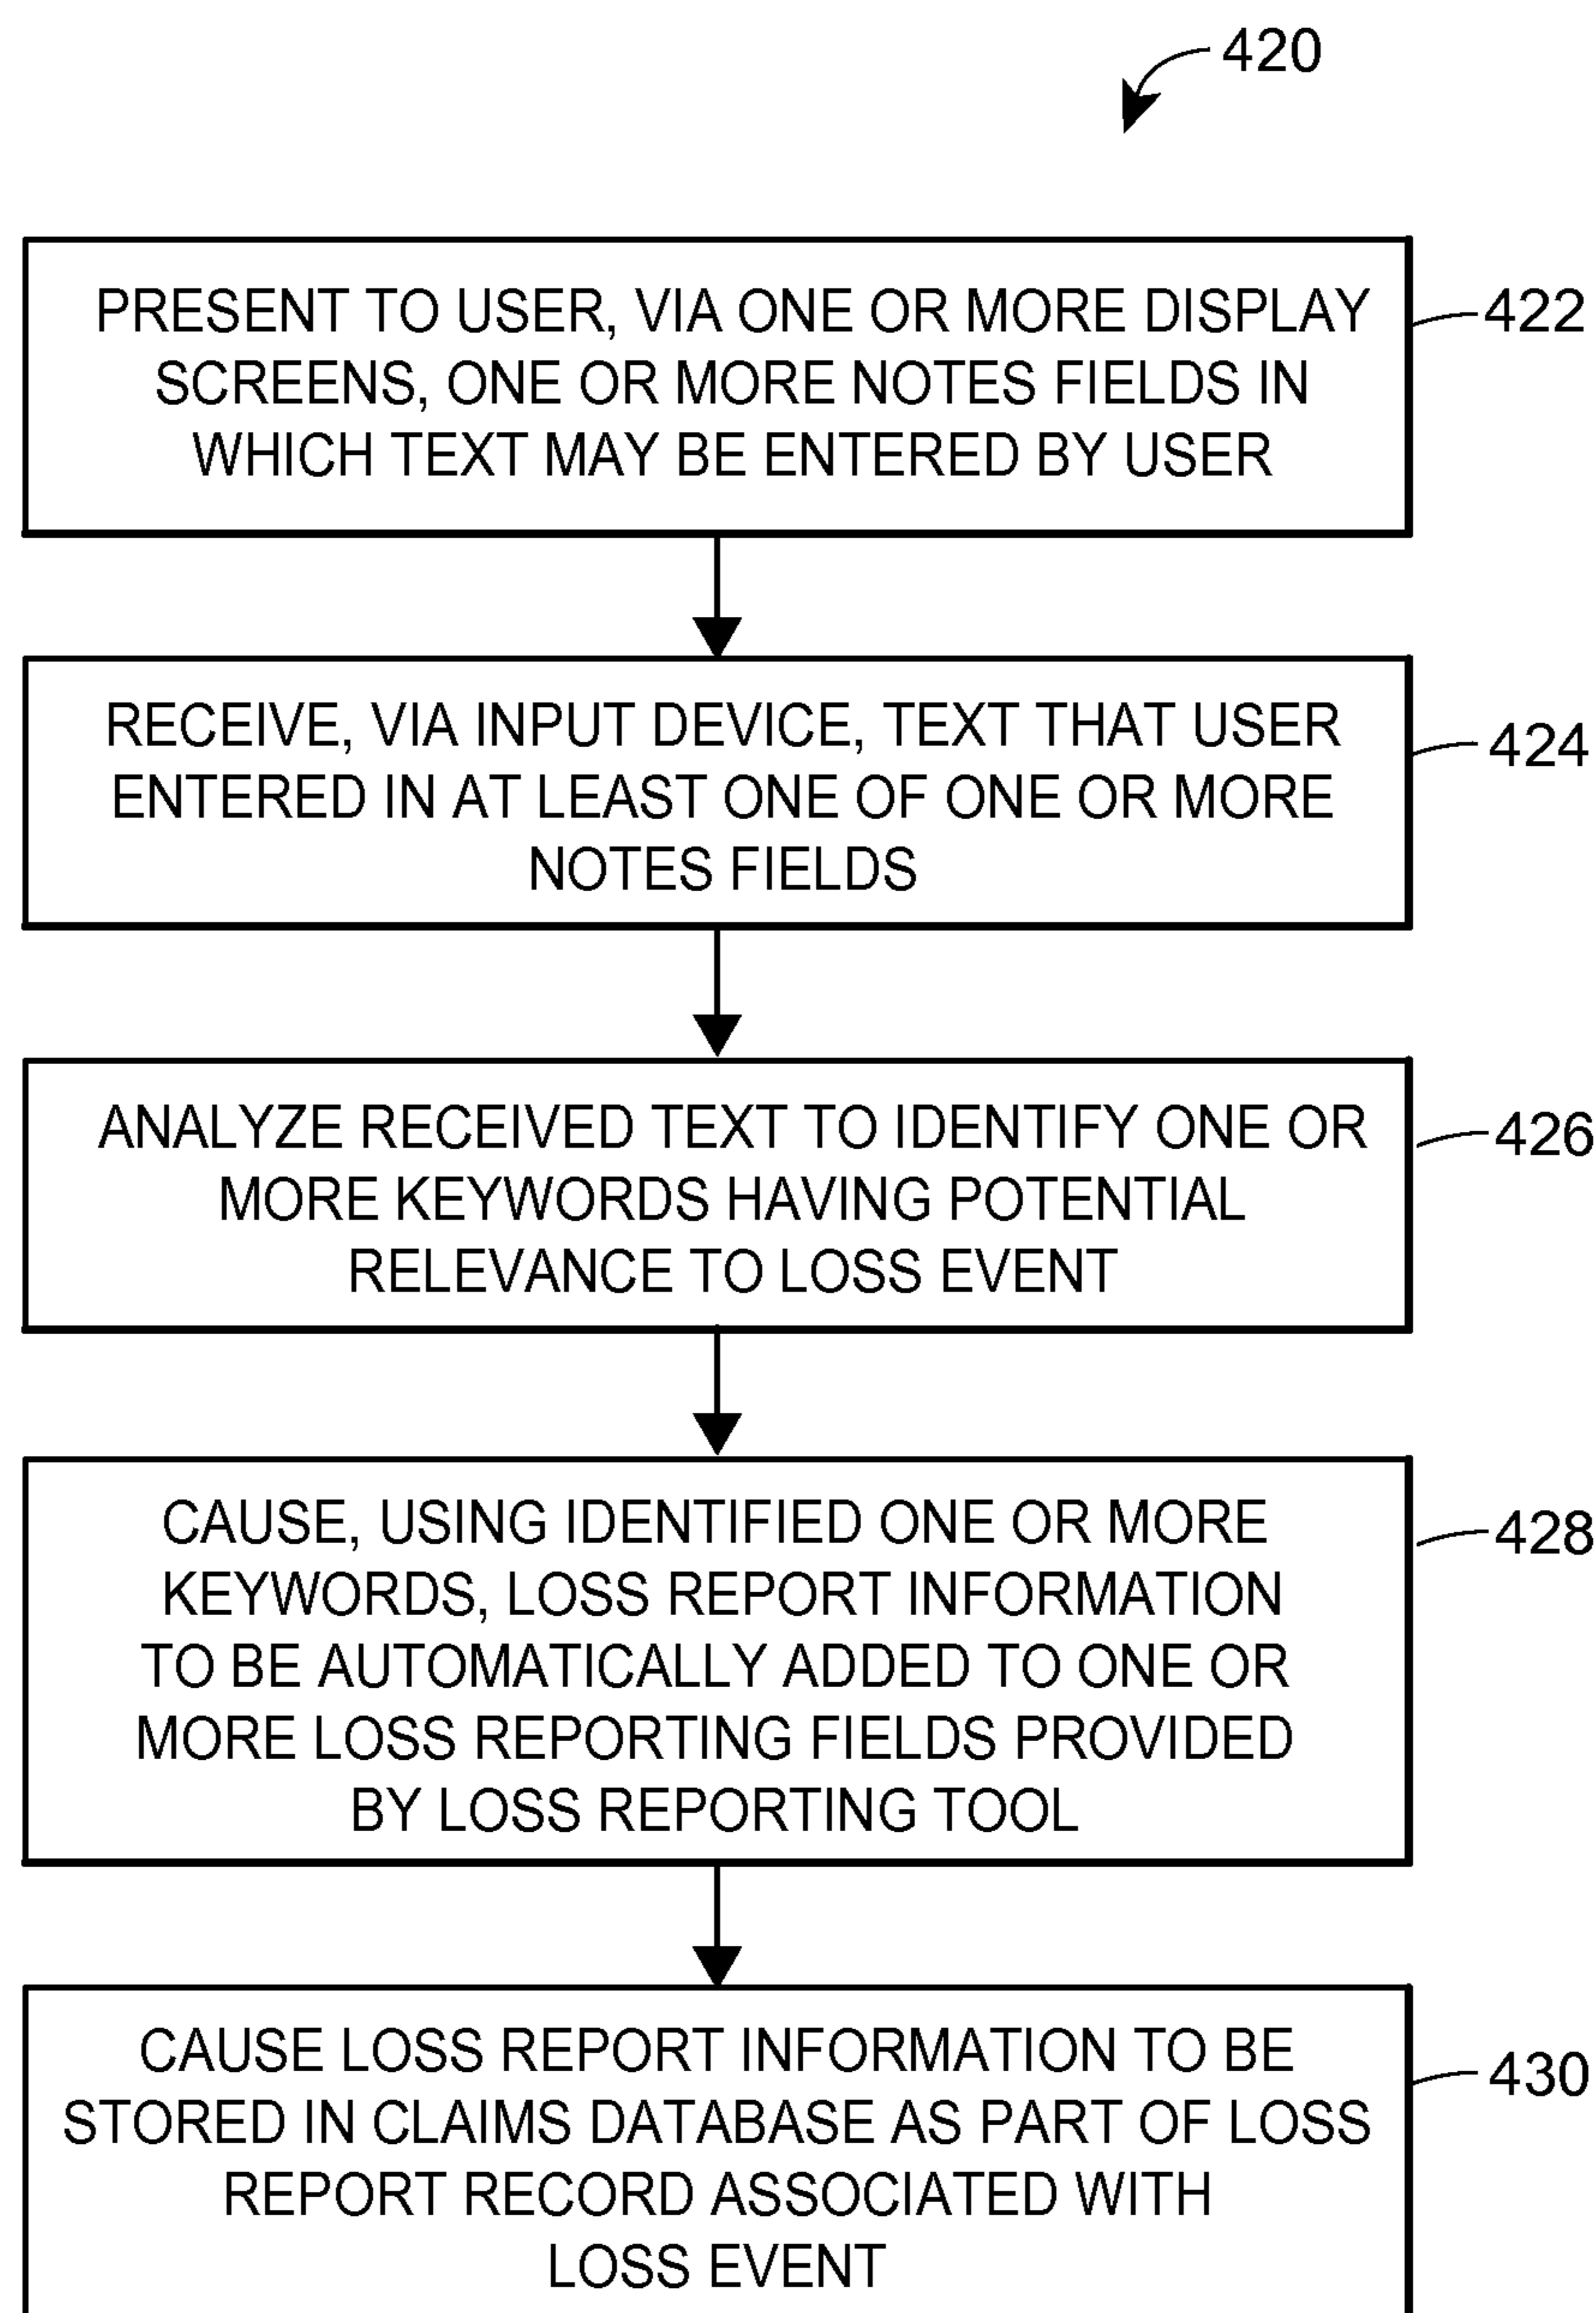 420
PRESENT TO USER, VIA ONE OR MORE DISPLAY
SCREENS, ONE OR MORE NOTES FIELDS IN
WHICH TEXT MAY BE ENTERED BY USER
422
RECEIVE, VIA INPUT DEVICE, TEXT THAT USER
ENTERED IN AT LEAST ONE OF ONE OR MORE
NOTES FIELDS
424
ANALYZE RECEIVED TEXT TO IDENTIFY ONE OR
MORE KEYWORDS HAVING POTENTIAL
RELEVANCE TO LOSS EVENT
426
CAUSE, USING IDENTIFIED ONE OR MORE
KEYWORDS, LOSS REPORT INFORMATION
TO BE AUTOMATICALLY ADDED TO ONE OR
MORE LOSS REPORTING FIELDS PROVIDED
BY LOSS REPORTING TOOL
428
CAUSE LOSS REPORT INFORMATION TO BE
STORED IN CLAIMS DATABASE AS PART OF LOSS
REPORT RECORD ASSOCIATED WITH
LOSS EVENT
430